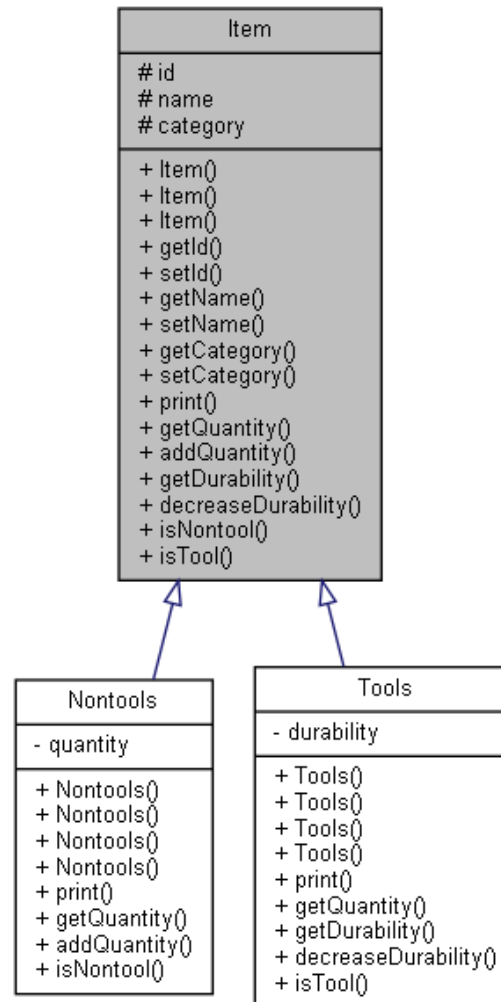 Item
# id
# name
# category
+ Item()
+ Item()
+ Item()
+ getId()
+ setId()
+ getName()
+ setName()
+ getCategory()
+ setCategory()
+ print()
+ getQuantity()
+ addQuantity()
+ getDurability()
+ decreaseDurability()
+ isNontool()
+ isTool()
Nontools
- quantity
+ Nontools()
+ Nontools()
+ Nontools()
+ Nontools()
+ print()
+ getQuantity()
+ addQuantity()
+ isNontool()
Tools
- durability
+ Tools()
+ Tools()
+ Tools()
+ Tools()
+ print()
+ getQuantity()
+ getDurability()
+ decreaseDurability()
+ isTool()